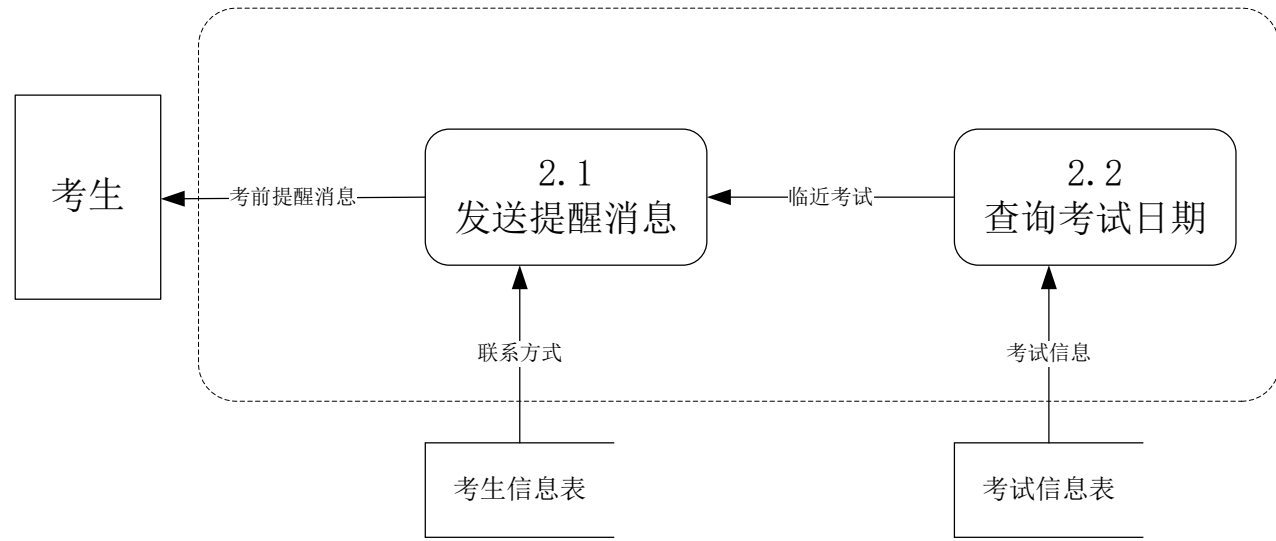 考生
考前提醒消息
2.1
发送提醒消息
临近考试
2.2
查询考试日期
联系方式
考试信息
考生信息表
考试信息表